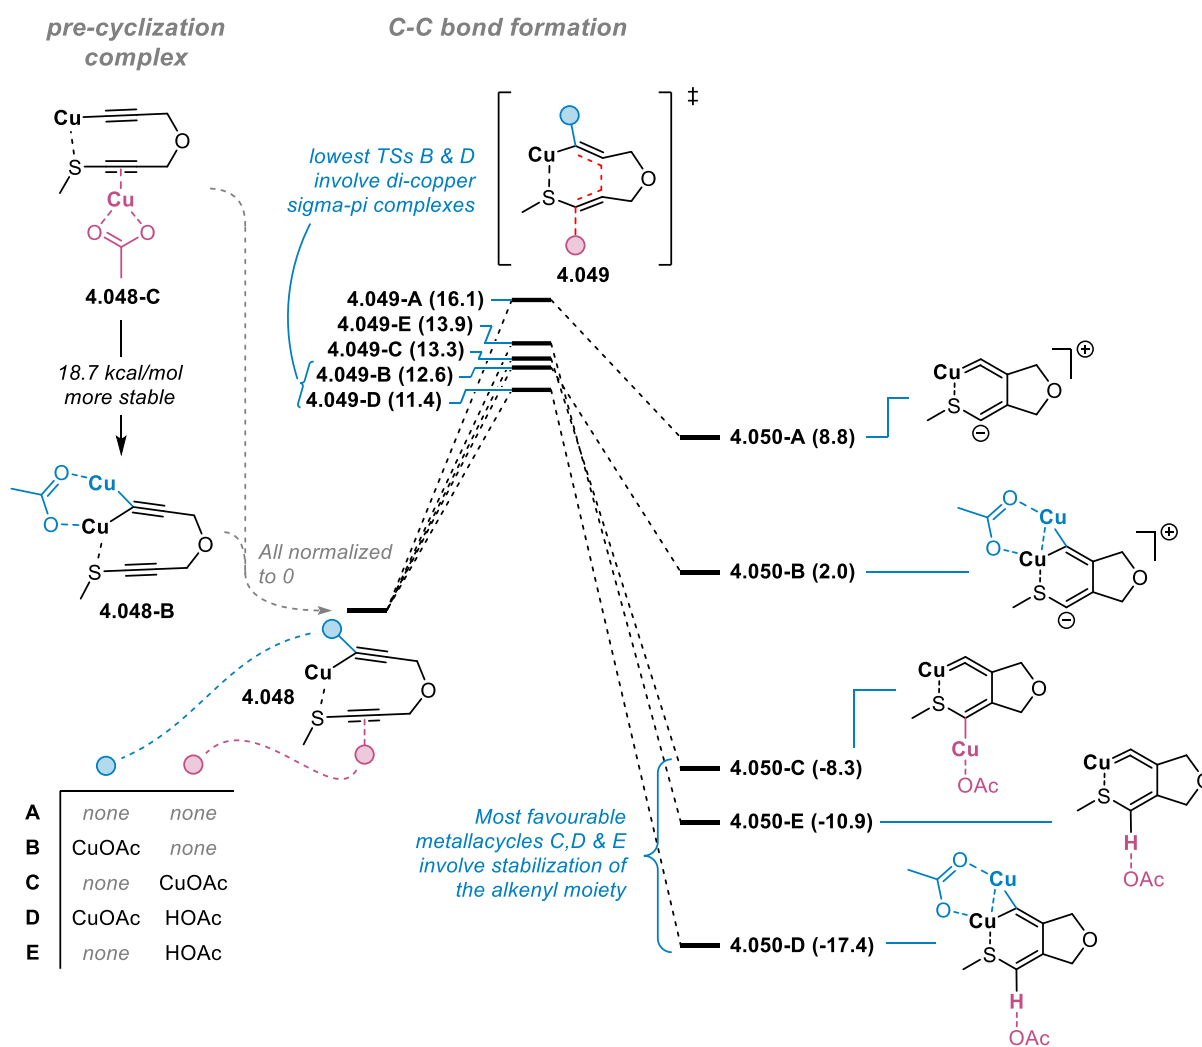 pre-cyclization
complex
C-C bond formation
Cu
O
S
Cu
O
O
4.048-C
18.7 kcal/mol
more stable
O
Cu
O
Cu
O
S
4.048-B
All normalized
to 0
lowest TSs B & D
involve di-copper
sigma-pi complexes
‡
Cu
O
S
4.049
4.049-A (16.1)
4.049-E (13.9)
4.049-C (13.3)
4.049-B (12.6)
4.049-D (11.4)
Cu
4.048
O
S
A none none
B CuOAc none
C none CuOAc
D CuOAc HOAc
E none HOAc
4.050-A (8.8)
Cu
O
S
+
−
4.050-B (2.0)
O
Cu
O
Cu
O
S
+
−
4.050-C (-8.3)
Cu
O
S
Cu
OAc
Most favourable
metallacycles C,D & E
involve stabilization of
the alkenyl moiety
4.050-E (-10.9)
Cu
O
S
H
OAc
4.050-D (-17.4)
O
Cu
O
Cu
O
S
H
OAc